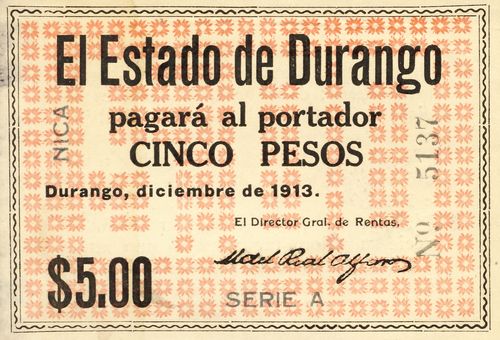 El Estado de Durango
pagará al portador
CINCO PESOS
Durango, diciembre de 1913.
El Director Gral. de Rentas,
$5.00
SERIE A
NICA
No 5137